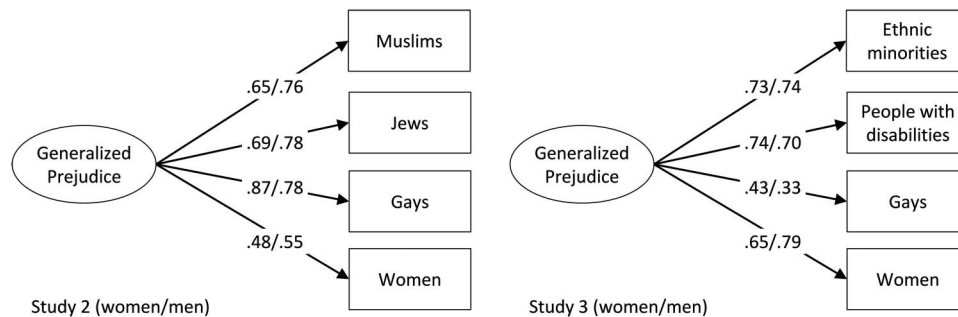 Muslims
.65/.76
Jews
.69/.78
Generalized
Prejudice
.87/.78
Gays
.48/.55
Women
Study 2 (women/men)
Ethnic
minorities
.73/.74
People with
disabilities
.74/.70
Generalized
Prejudice
.43/.33
Gays
.65/.79
Women
Study 3 (women/men)